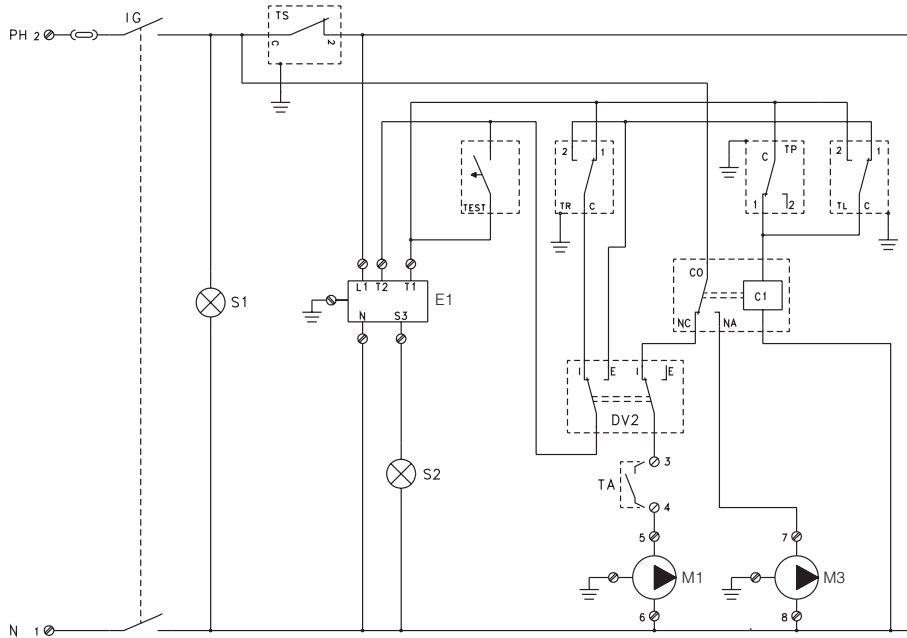 IG
TS
PH 2
C
2
2
1
C
TP
2
1
TEST
TR
C
1
2
TL
C
L1
T2
T1
E1
CO
C1
S1
N
S3
NC
NA
I
E
I
E
DV2
S2
3
TA
4
5
7
M1
M3
6
8
N 1